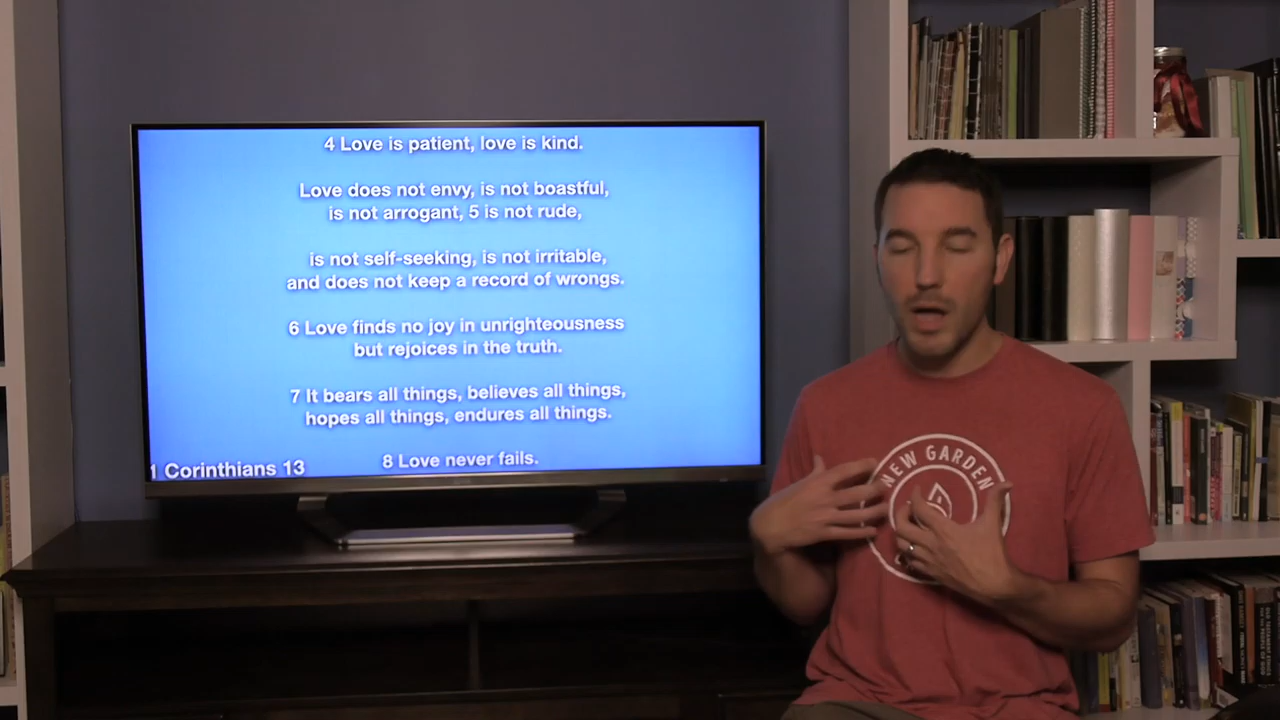 4 Love is patient, love is kind.
Love does not envy, is not boastful,
is not arrogant, 5 is not rude,
is not self-seeking, is not irritable,
and does not keep a record of wrongs.
6 Love finds no joy in unrighteousness
but rejoices in the truth.
7 It bears all things, believes all things,
hopes all things, endures all things.
8 Love never fails.
1 Corinthians 13
NEW GARDEN